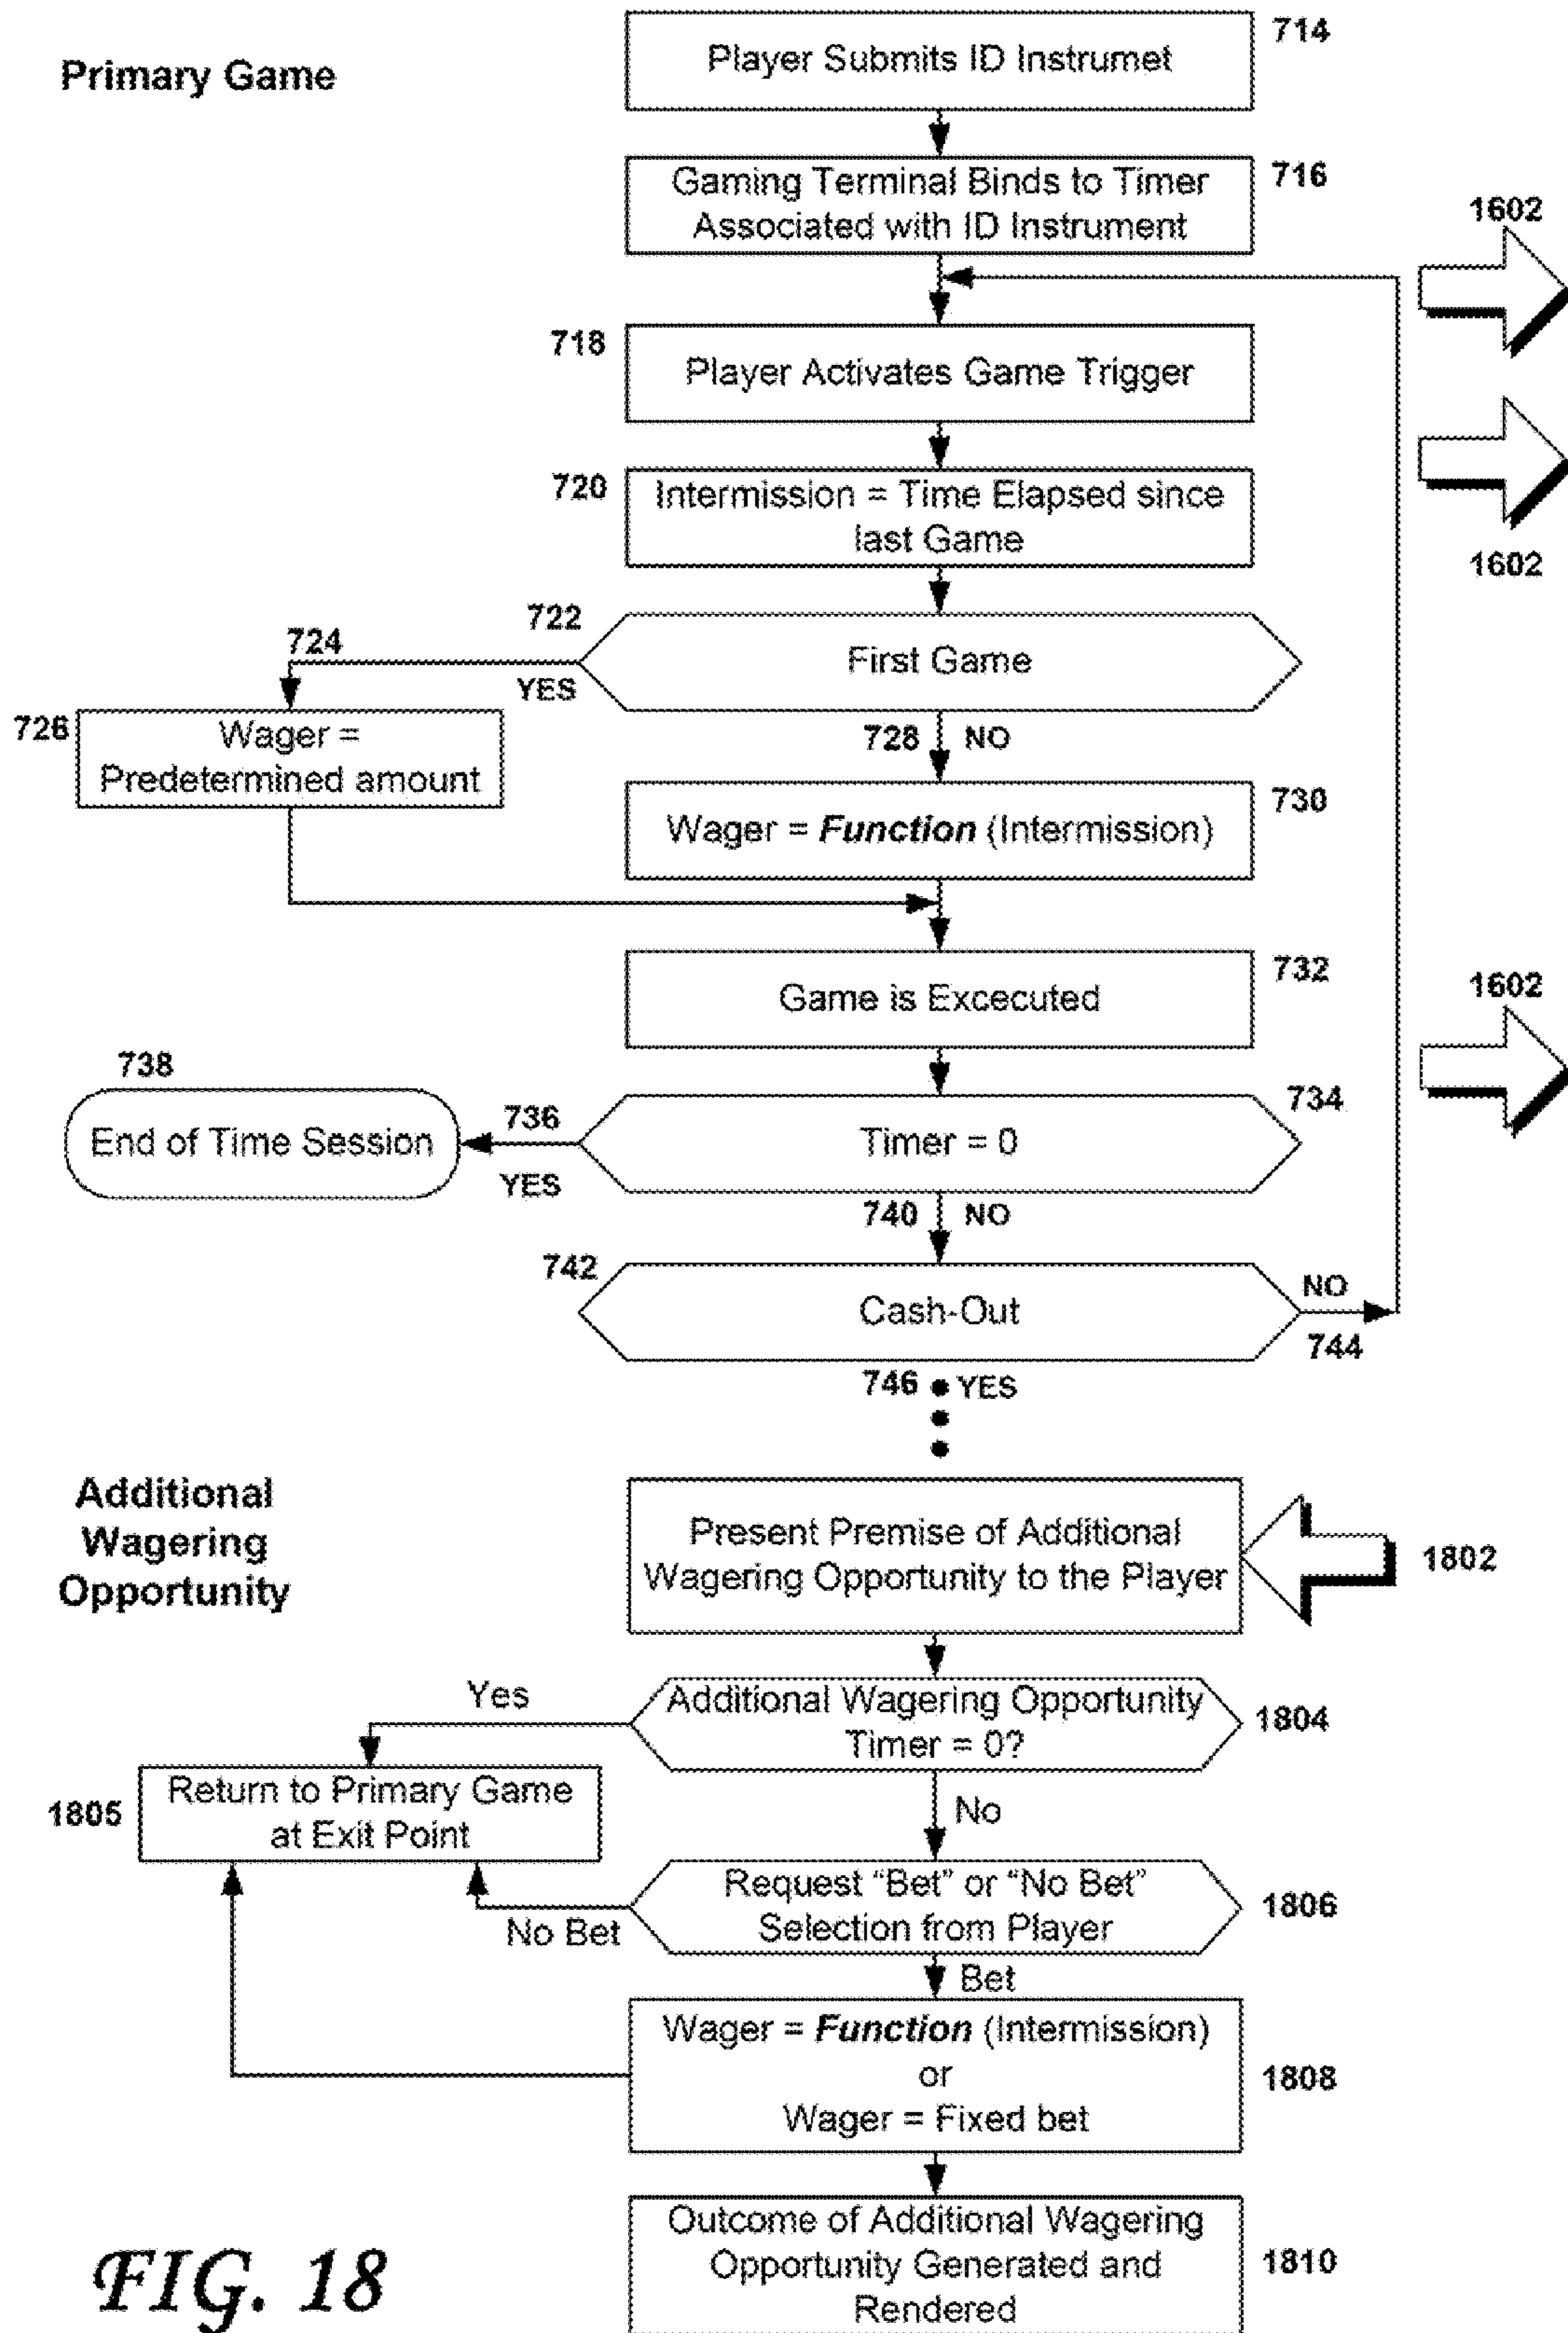 Primary Game
Player Submits ID Instrumet
714
Gaming Terminal Binds to Timer
Associated with ID Instrument
716
1602
718
Player Activates Game Trigger
720
Intermission = Time Elapsed since
last Game
1602
722
First Game
724
YES
726
Wager =
Predetermined amount
728
NO
Wager = Function (Intermission)
730
Game is Excecuted
732
1602
738
End of Time Session
736
YES
Timer = 0
734
740
NO
742
Cash-Out
NO
744
746
YES
Additional
Wagering
Opportunity
Present Premise of Additional
Wagering Opportunity to the Player
1802
Yes
Additional Wagering Opportunity
Timer = 0?
1804
1805
Return to Primary Game
at Exit Point
No
Request “Bet” or “No Bet”
Selection from Player
1806
No Bet
Bet
Wager = Function (Intermission)
or
Wager = Fixed bet
1808
Outcome of Additional Wagering
Opportunity Generated and
Rendered
1810
FIG. 18